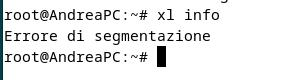 root@AndreaPC:~# xl info
Errore di segmentazione
root@AndreaPC:~#